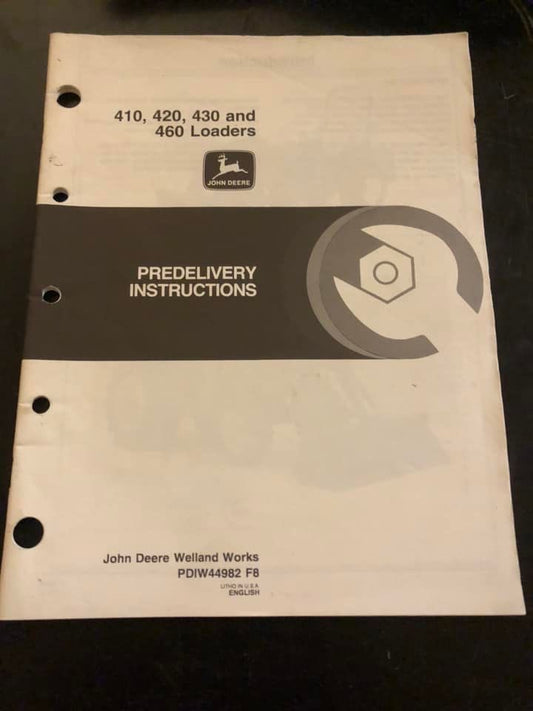 410, 420, 430 and
460 Loaders
JOHN DEERE
PREDELIVERY
INSTRUCTIONS
John Deere Welland Works
PDIW44982 F8
LITHO IN U.S.A.
ENGLISH